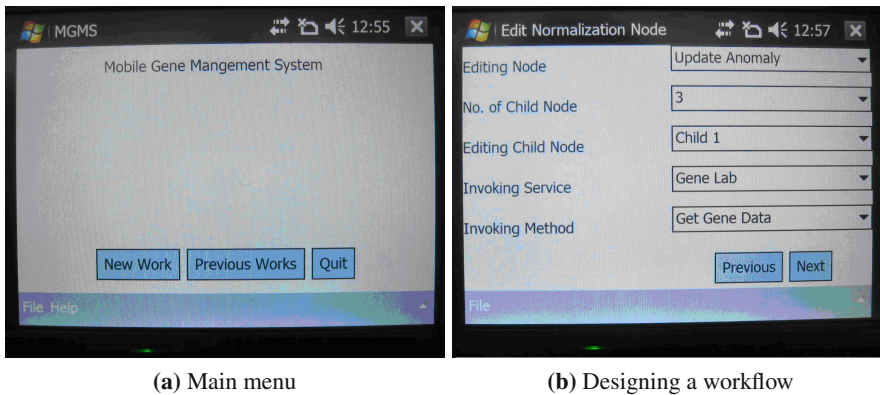 MGMS 12:55
Mobile Gene Mangement System
New Work Previous Works Quit
File Help
(a) Main menu
Edit Normalization Node 12:57
Editing Node Update Anomaly
No. of Child Node 3
Editing Child Node Child 1
Invoking Service Gene Lab
Invoking Method Get Gene Data
Previous Next
File
(b) Designing a workflow